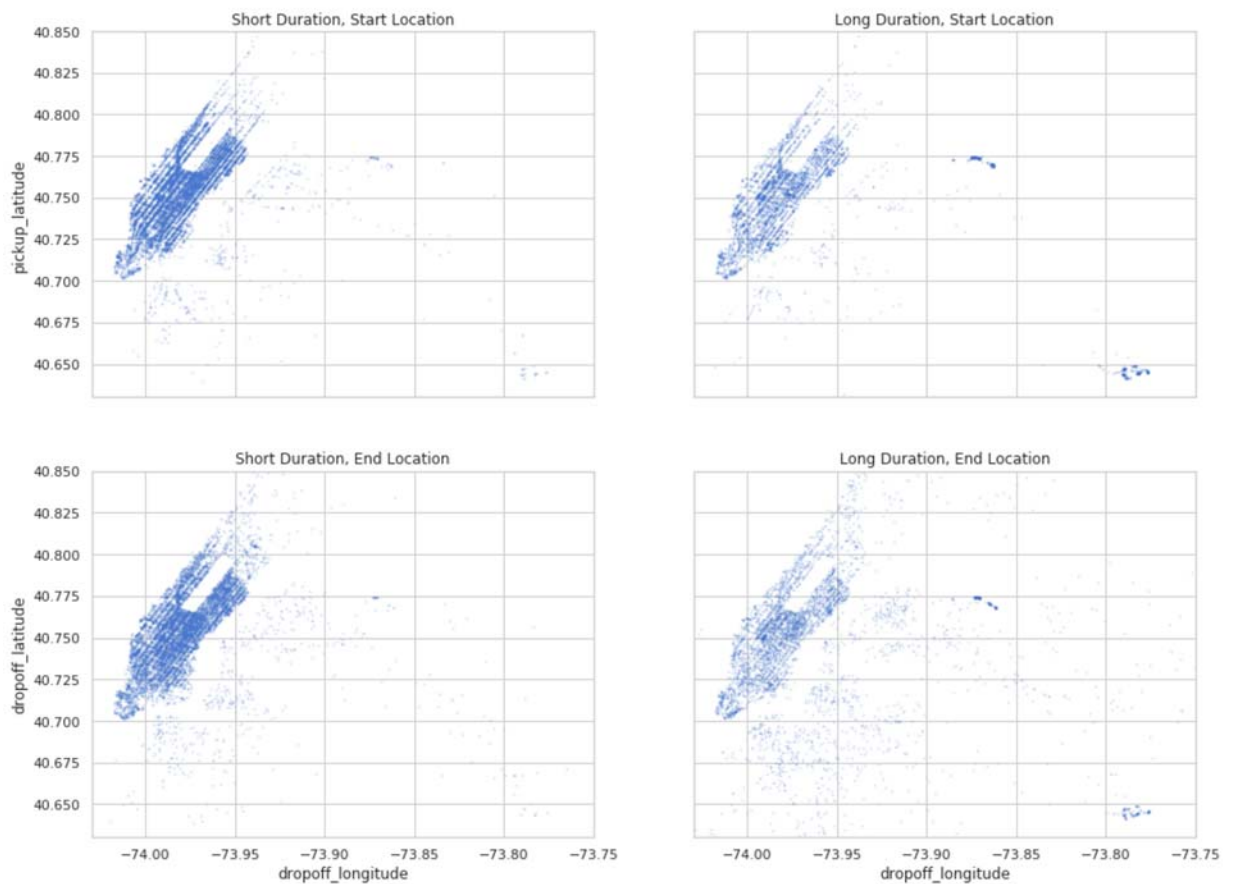 Short Duration, Start Location
Long Duration, Start Location
40.850
40.825
40.800
40.775
40.750
40.725
40.700
40.675
40.650
pickup_latitude
Short Duration, End Location
Long Duration, End Location
40.850
40.825
40.800
40.775
40.750
40.725
40.700
40.675
40.650
dropoff_latitude
−74.00 −73.95 −73.90 −73.85 −73.80 −73.75
−74.00 −73.95 −73.90 −73.85 −73.80 −73.75
dropoff_longitude
dropoff_longitude